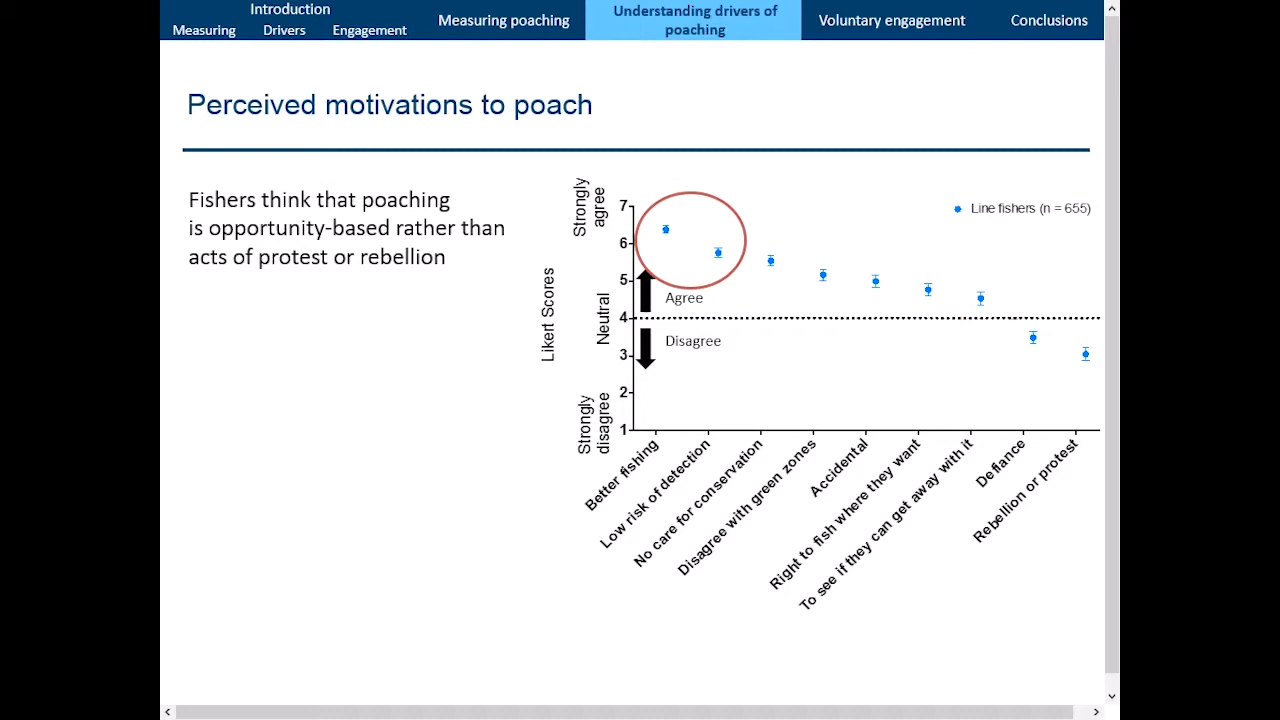 Introduction
Measuring Drivers Engagement
Measuring poaching
Understanding drivers of
poaching
Voluntary engagement
Conclusions
Perceived motivations to poach
Fishers think that poaching
is opportunity-based rather than
acts of protest or rebellion
Likert Scores
Strongly
agree
Neutral
Strongly
disagree
7
6
5
4
3
2
1
Agree
Disagree
Line fishers (n = 655)
Better fishing
Low risk of detection
No care for conservation
Disagree with green zones
Accidental
Right to fish where they want
To see if they can get away with it
Defiance
Rebellion or protest